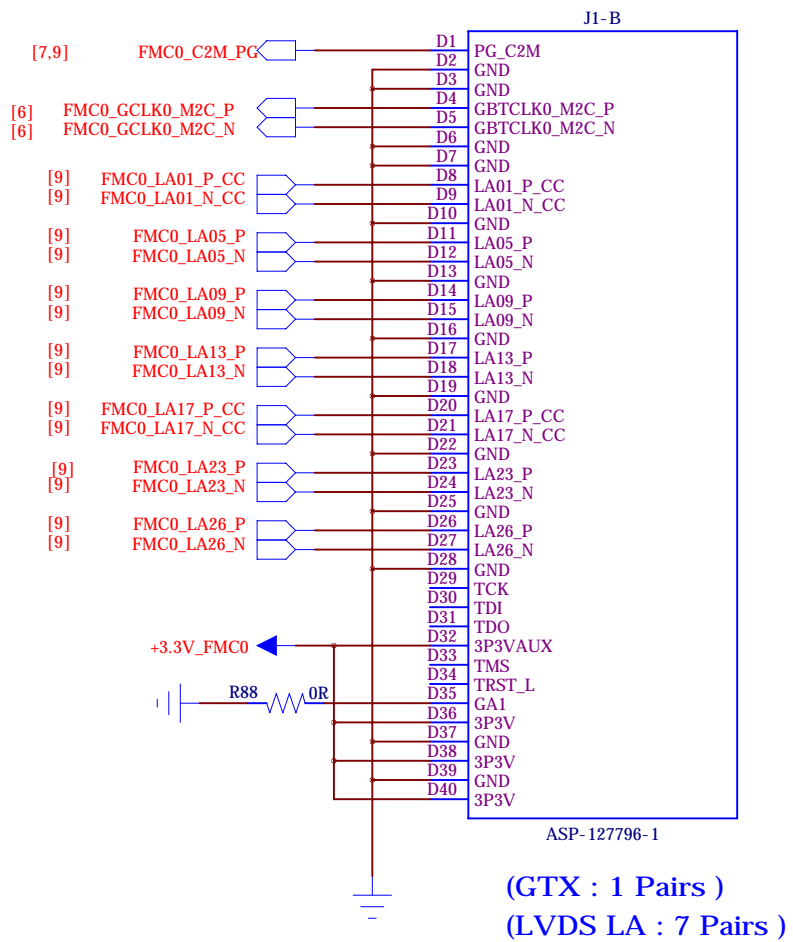 J1-B
[7,9] FMC0_C2M_PG D1 PG_C2M
D2 GND
D3 GND
[6] FMC0_GCLK0_M2C_P D4 GBTCLK0_M2C_P
[6] FMC0_GCLK0_M2C_N D5 GBTCLK0_M2C_N
D6 GND
D7 GND
[9] FMC0_LA01_P_CC D8 LA01_P_CC
[9] FMC0_LA01_N_CC D9 LA01_N_CC
D10 GND
[9] FMC0_LA05_P D11 LA05_P
[9] FMC0_LA05_N D12 LA05_N
D13 GND
[9] FMC0_LA09_P D14 LA09_P
[9] FMC0_LA09_N D15 LA09_N
D16 GND
[9] FMC0_LA13_P D17 LA13_P
[9] FMC0_LA13_N D18 LA13_N
D19 GND
[9] FMC0_LA17_P_CC D20 LA17_P_CC
[9] FMC0_LA17_N_CC D21 LA17_N_CC
D22 GND
[9] FMC0_LA23_P D23 LA23_P
[9] FMC0_LA23_N D24 LA23_N
D25 GND
[9] FMC0_LA26_P D26 LA26_P
[9] FMC0_LA26_N D27 LA26_N
D28 GND
D29 TCK
D30 TDI
D31 TDO
+3.3V_FMC0 D32 3P3VAUX
D33 TMS
D34 TRST_L
R88 0R D35 GA1
D36 3P3V
D37 GND
D38 3P3V
D39 GND
D40 3P3V
ASP-127796-1
(GTX : 1 Pairs )
(LVDS LA : 7 Pairs )